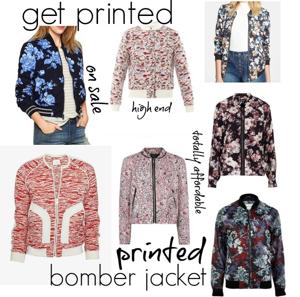 get printed
on sale
high end
totally affordable
printed
bomber jacket